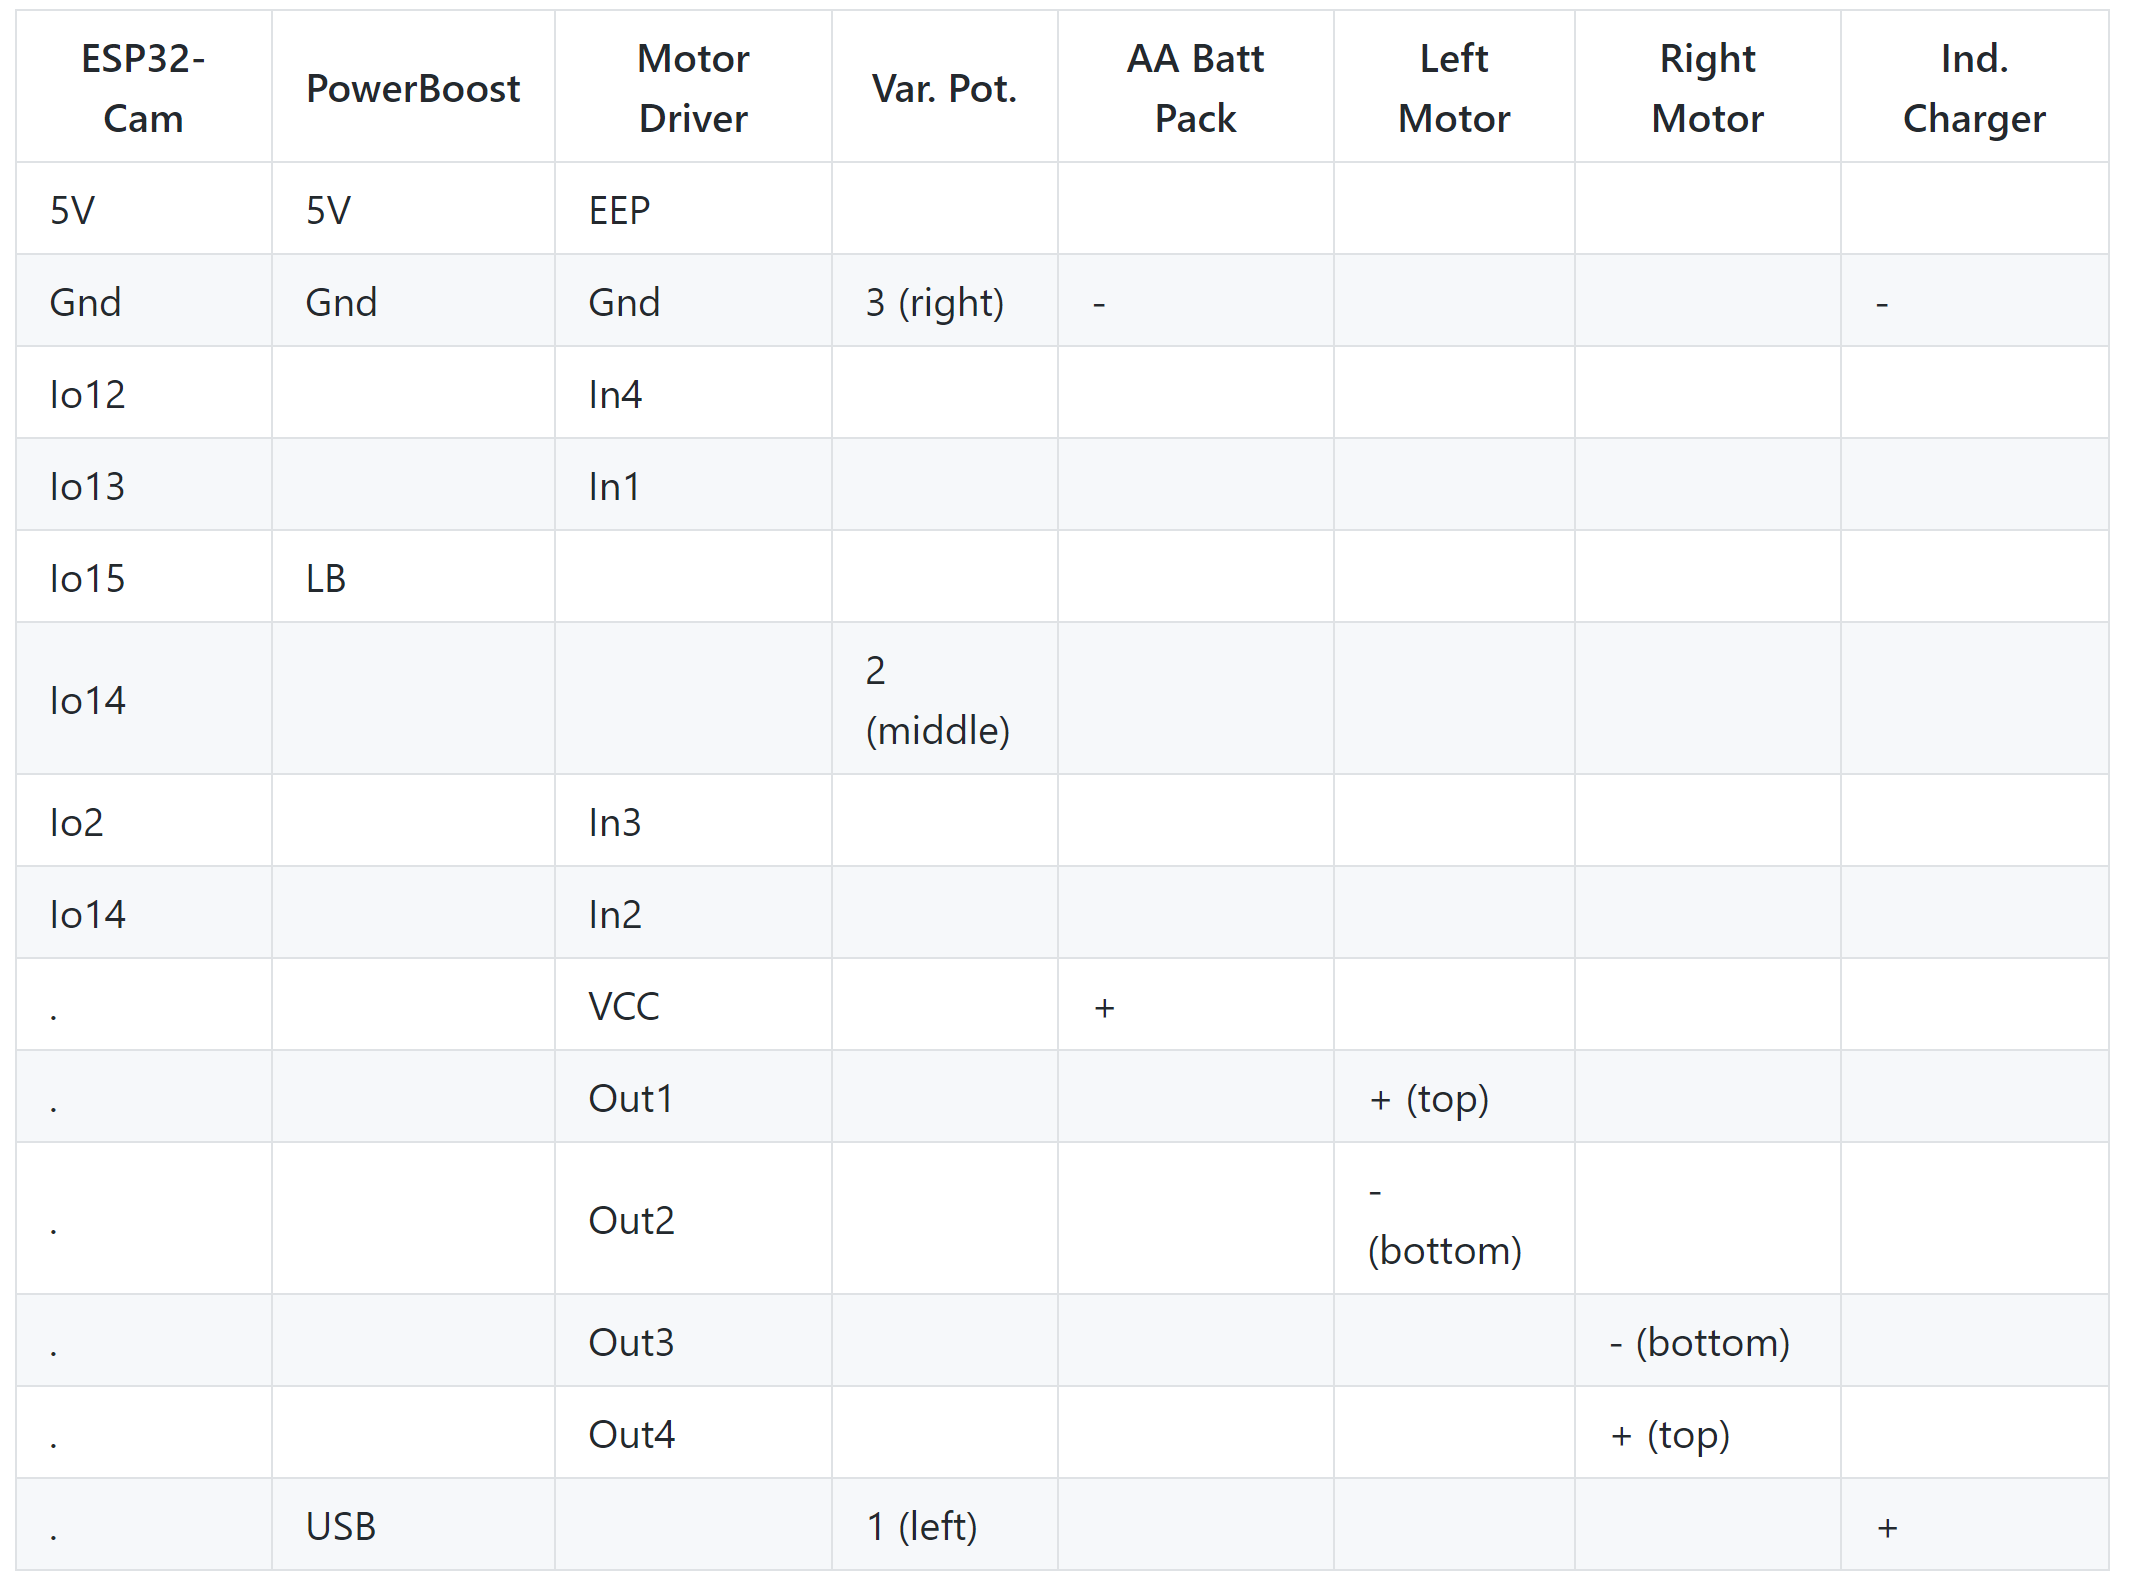 ESP32-
Cam
PowerBoost
Motor
Driver
Var. Pot.
AA Batt
Pack
Left
Motor
Right
Motor
Ind.
Charger
5V 5V EEP
Gnd Gnd Gnd 3 (right) - -
Io12 In4
Io13 In1
Io15 LB
Io14 2
(middle)
Io2 In3
Io14 In2
. VCC +
. Out1 + (top)
. Out2 -
(bottom)
. Out3 - (bottom)
. Out4 + (top)
. USB 1 (left) +